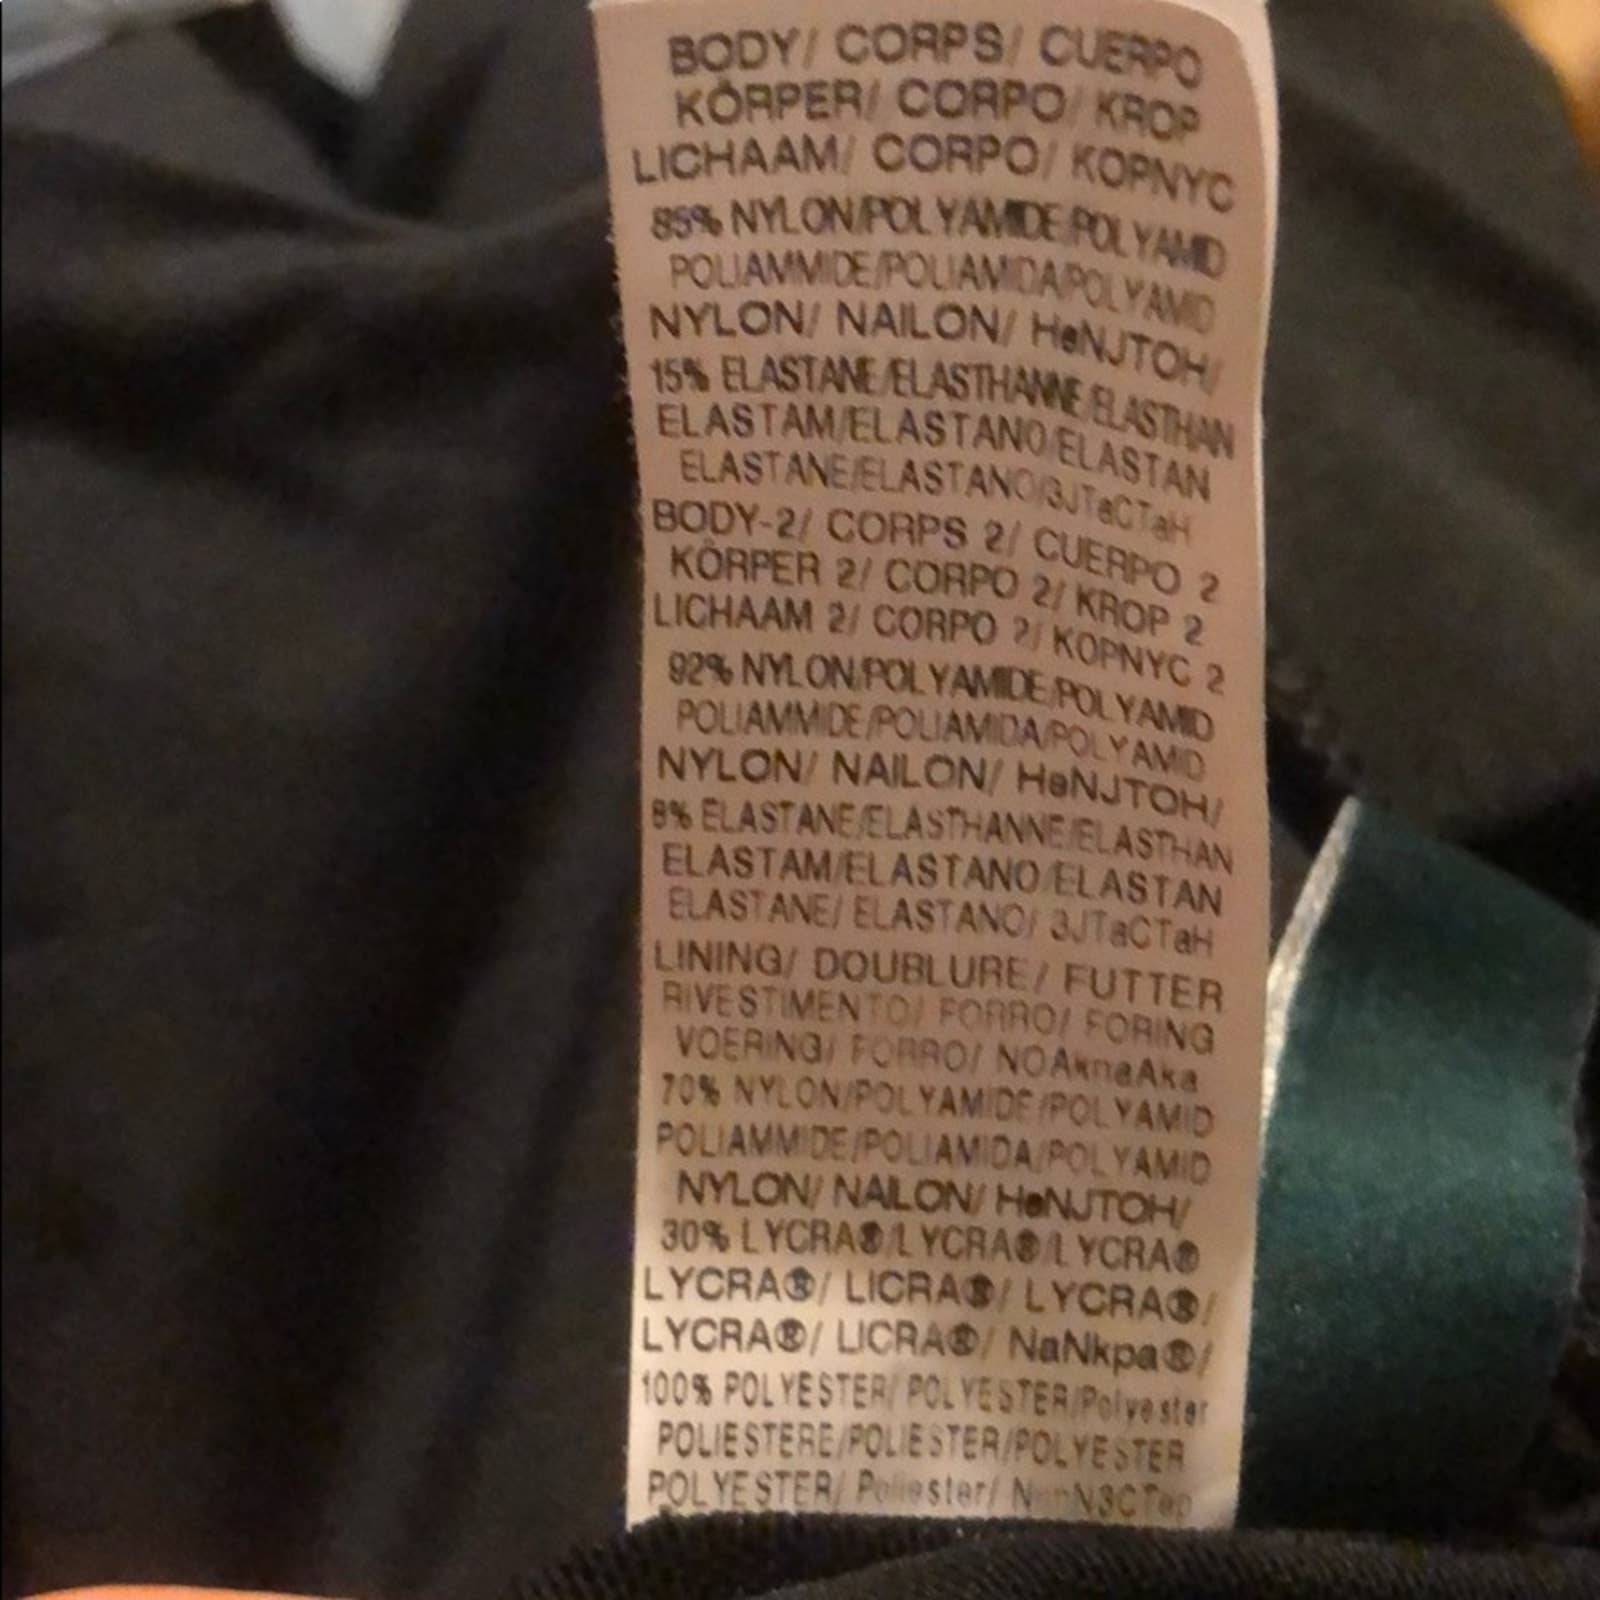 BODY/ CORPS/ CUERPO
KÖRPER/ CORPO/ KROP
LICHAAM/ CORPO/ KOPNYC
85% NYLON/POLYAMIDE/POLYAMID
POLIAMMIDE/POLIAMIDA/POLYAMID
NYLON/ NAILON/ HeNJTOH/
15% ELASTANE/ELASTHANNE/ELASTHAN
ELASTAM/ELASTANO/ELASTAN
ELASTANE/ELASTANO/3JTaCTaH
BODY-2/ CORPS 2/ CUERPO 2
KÖRPER 2/ CORPO 2/ KROP 2
LICHAAM 2/ CORPO 2/ KOPNYC 2
92% NYLON/POLYAMIDE/POLYAMID
POLIAMMIDE/POLIAMIDA/POLYAMID
NYLON/ NAILON/ HeNJTOH/
8% ELASTANE/ELASTHANNE/ELASTHAN
ELASTAM/ELASTANO/ELASTAN
ELASTANE/ ELASTANO/ 3JTaCTaH
LINING/ DOUBLURE/ FUTTER
RIVESTIMENTO/ FORRO/ FORING
VOERING/ FORRO/ NOAknaAka
70% NYLON/POLYAMIDE/POLYAMID
POLIAMMIDE/POLIAMIDA/POLYAMID
NYLON/ NAILON/ HeNJTOH/
30% LYCRA®/LYCRA®/LYCRA®
LYCRA®/ LICRA®/ LYCRA®/
LYCRA®/ LICRA®/ NaNkpa®/
100% POLYESTER/ POLYESTER/Polyester
POLIESTERE/POLIESTER/POLYESTER
POLYESTER/ Poliester/